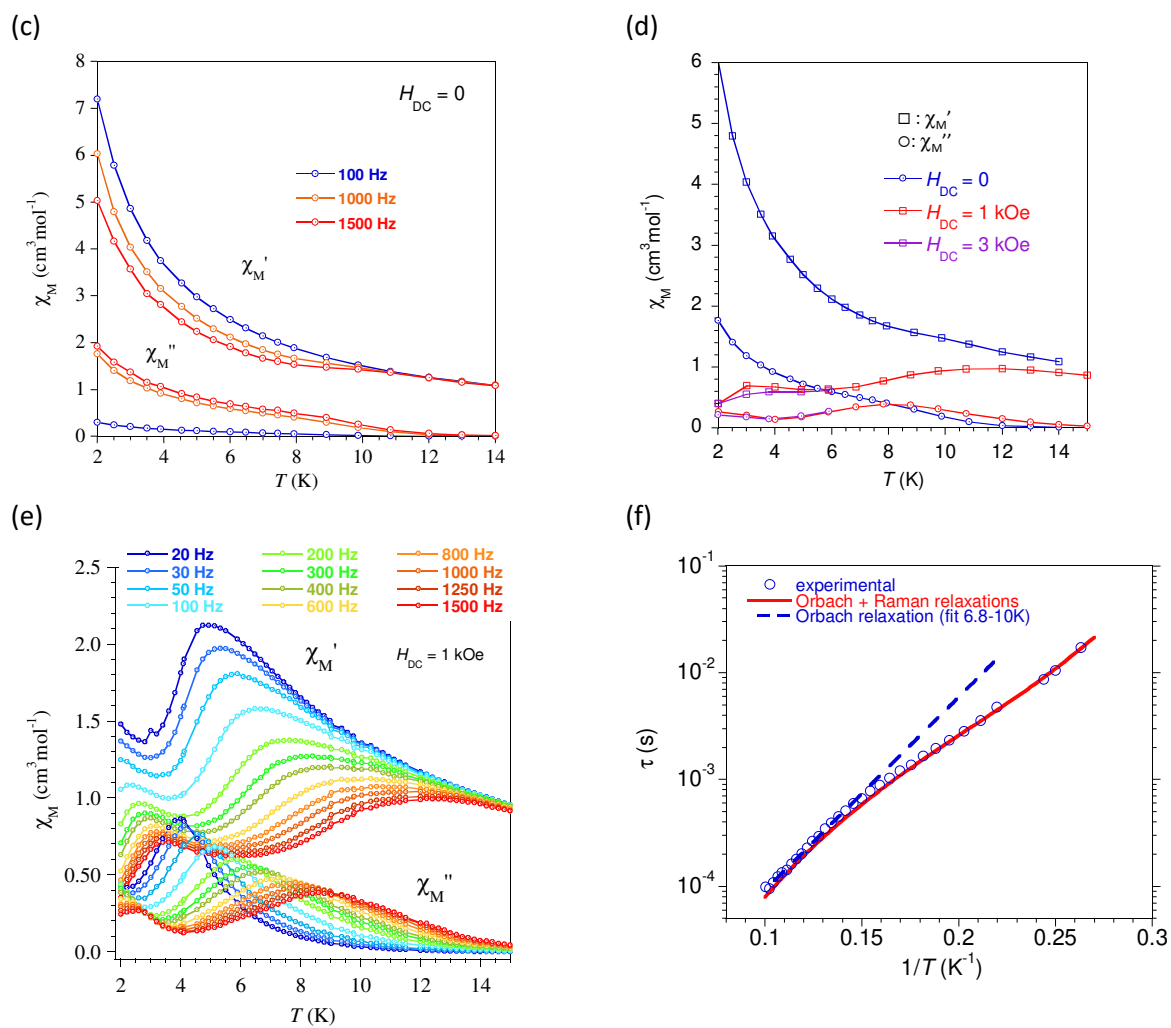 (c)
8
7
6
5
4
3
2
1
0
H_DC = 0
100 Hz
1000 Hz
1500 Hz
χ_M'
χ_M''
χ_M (cm³mol⁻¹)
2 4 6 8 10 12 14
T (K)
(d)
6
5
4
3
2
1
0
□ : χ_M'
○: χ_M''
H_DC = 0
H_DC = 1 kOe
H_DC = 3 kOe
χ_M (cm³mol⁻¹)
2 4 6 8 10 12 14
T (K)
(e)
20 Hz 200 Hz 800 Hz
30 Hz 300 Hz 1000 Hz
50 Hz 400 Hz 1250 Hz
100 Hz 600 Hz 1500 Hz
2.5
2.0
1.5
1.0
0.50
0.0
χ_M'
H_DC = 1 kOe
χ_M''
χ_M (cm³mol⁻¹)
2 4 6 8 10 12 14
T (K)
(f)
10⁻¹
10⁻²
10⁻³
10⁻⁴
experimental
Orbach + Raman relaxations
Orbach relaxation (fit 6.8-10K)
τ (s)
0.1 0.15 0.2 0.25 0.3
1/T (K⁻¹)